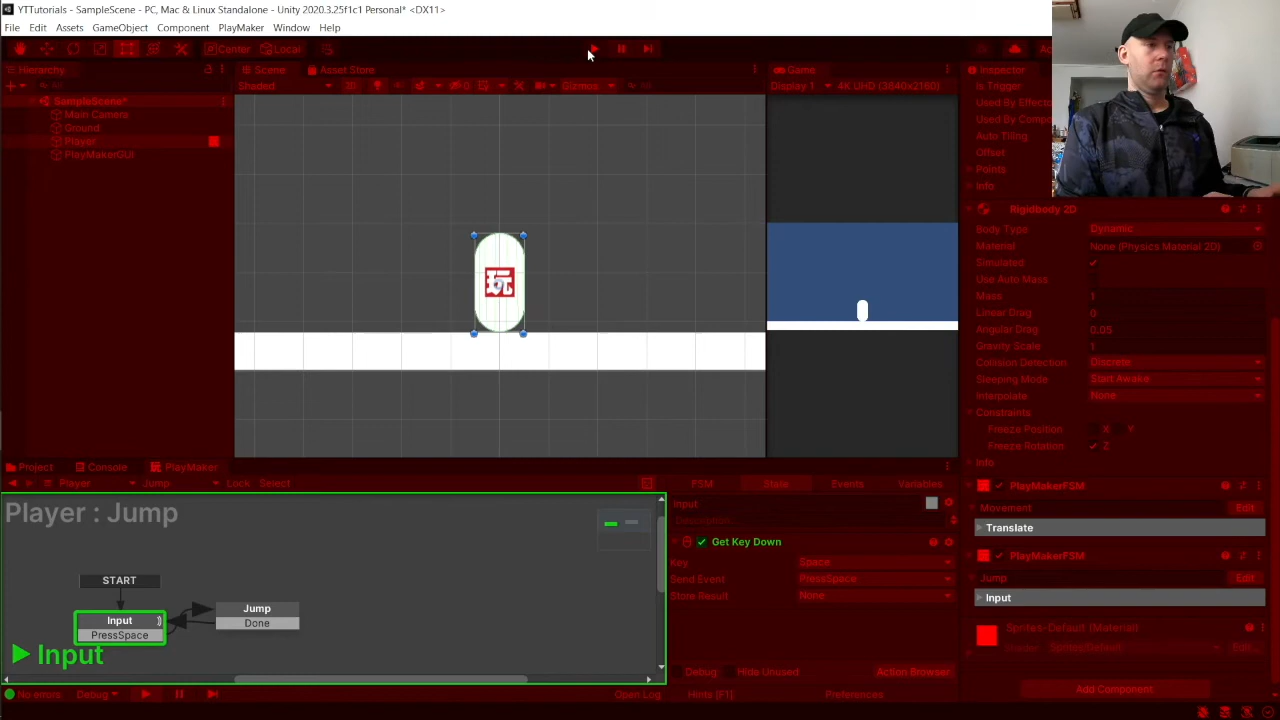 YTTutorials - SampleScene - PC, Mac & Linux Standalone - Unity 2020.3.25f1c1 Personal* <DX11>
File Edit Assets GameObject Component PlayMaker Window Help
Center Local
Hierarchy
Scene
Asset Store
Game
Inspector
Shaded
2D
0
Gizmos
All
Display 1
4K UHD (3840x2160)
SampleScene*
Main Camera
Ground
Player
PlayMakerGUI
玩
Is Trigger
Used By Effector
Used By Compo
Auto Tiling
Offset
Points
Info
Rigidbody 2D
Body Type Dynamic
Material None (Physics Material 2D)
Simulated
Use Auto Mass
Mass 1
Linear Drag 0
Angular Drag 0.05
Gravity Scale 1
Collision Detection Discrete
Sleeping Mode Start Awake
Interpolate None
Constraints
Freeze Position X Y
Freeze Rotation Z
Info
PlayMakerFSM
Movement Edit
Translate
PlayMakerFSM
Jump Edit
Input
Sprites-Default (Material)
Shader Sprites/Default Edit...
Add Component
Project
Console
PlayMaker
Player
Jump
Lock
Select
Player : Jump
START
Input
PressSpace
Jump
Done
Input
FSM State Events Variables
Input
Description...
Get Key Down
Key Space
Send Event PressSpace
Store Result None
Debug
Hide Unused
Action Browser
No errors
Debug
Open Log
Hints [F1]
Preferences